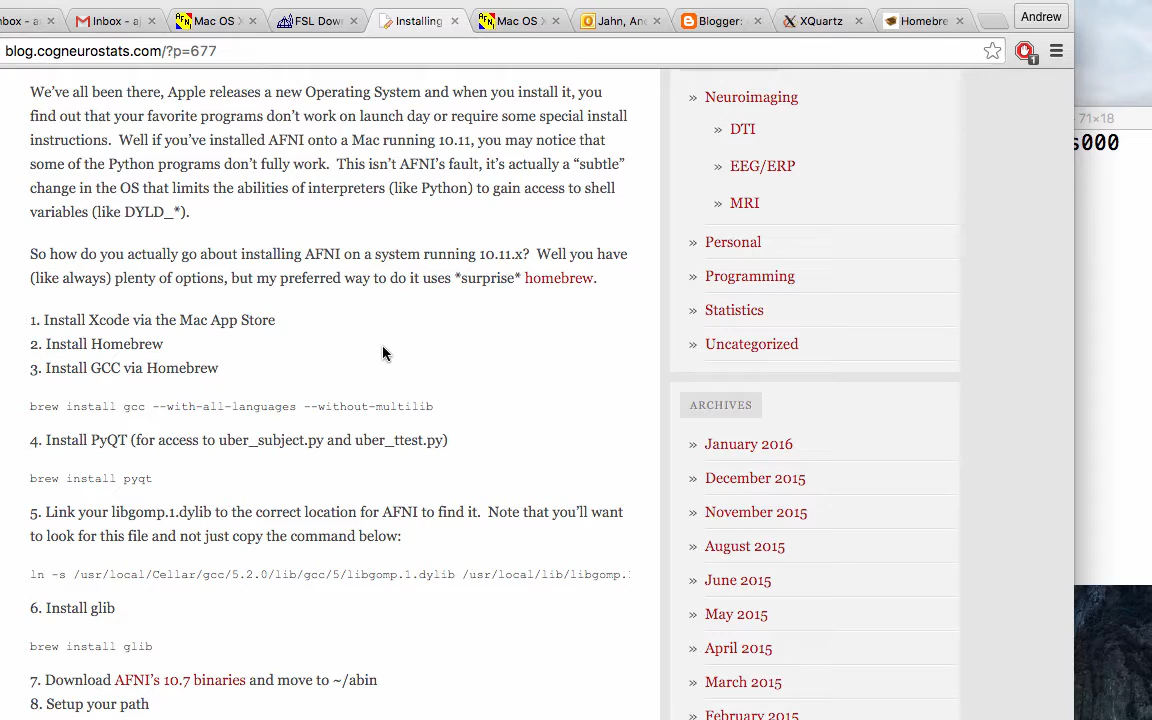 nbox - an
Inbox - aj
Mac OS X
FSL Dow
Installing
Mac OS X
Jahn, An
Blogger:
XQuartz
Homebre
Andrew
blog.cogneurostats.com/?p=677
1
We've all been there, Apple releases a new Operating System and when you install it, you
find out that your favorite programs don't work on launch day or require some special install
instructions.  Well if you've installed AFNI onto a Mac running 10.11, you may notice that
some of the Python programs don't fully work.  This isn't AFNI's fault, it's actually a “subtle”
change in the OS that limits the abilities of interpreters (like Python) to gain access to shell
variables (like DYLD_*).
So how do you actually go about installing AFNI on a system running 10.11.x?  Well you have
(like always) plenty of options, but my preferred way to do it uses *surprise* homebrew.
1. Install Xcode via the Mac App Store
2. Install Homebrew
3. Install GCC via Homebrew
brew install gcc --with-all-languages --without-multilib
4. Install PyQT (for access to uber_subject.py and uber_ttest.py)
brew install pyqt
5. Link your libgomp.1.dylib to the correct location for AFNI to find it.  Note that you'll want
to look for this file and not just copy the command below:
ln -s /usr/local/Cellar/gcc/5.2.0/lib/gcc/5/libgomp.1.dylib /usr/local/lib/libgomp.
6. Install glib
brew install glib
7. Download AFNI's 10.7 binaries and move to ~/abin
8. Setup your path
» Neuroimaging
» DTI
» EEG/ERP
» MRI
» Personal
» Programming
» Statistics
» Uncategorized
ARCHIVES
» January 2016
» December 2015
» November 2015
» August 2015
» June 2015
» May 2015
» April 2015
» March 2015
» February 2015
71×18
s000